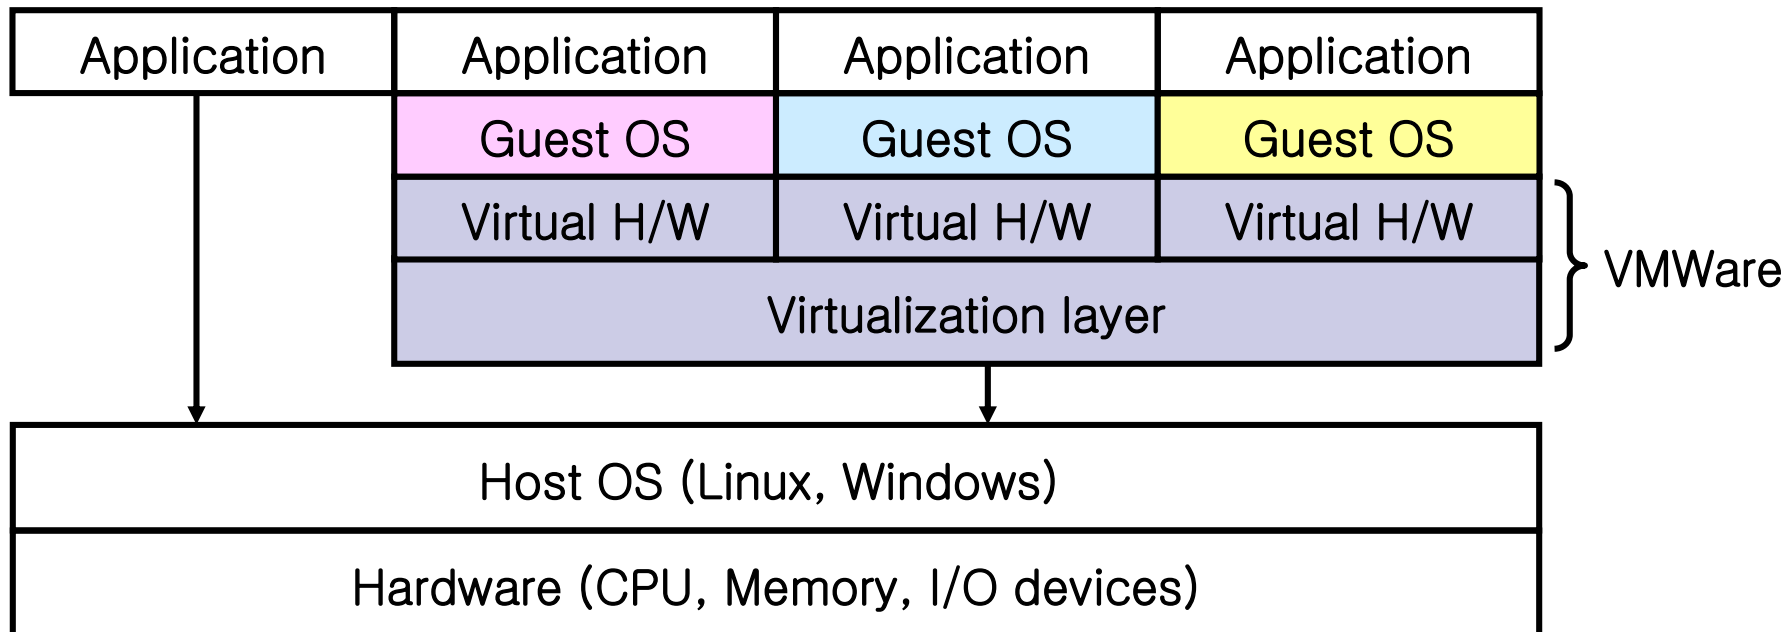 Application Application Application Application
Guest OS Guest OS Guest OS
Virtual H/W Virtual H/W Virtual H/W
VMWare
Virtualization layer
Host OS (Linux, Windows)
Hardware (CPU, Memory, I/O devices)